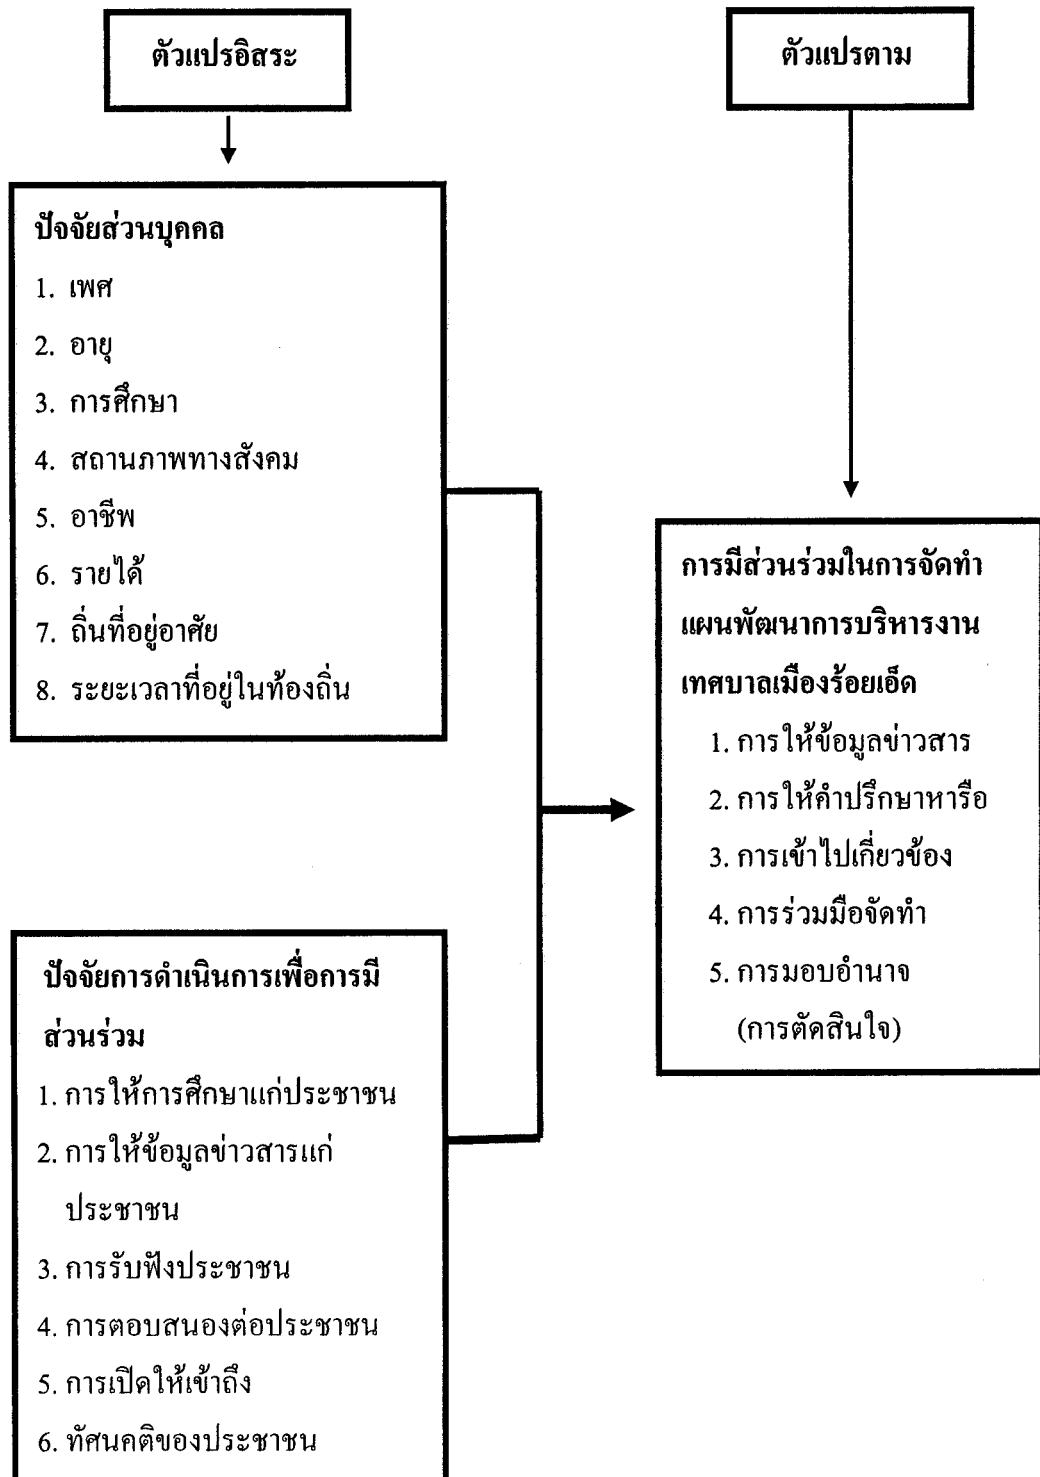 ตัวแปรอิสระ
ตัวแปรตาม
ปัจจัยส่วนบุคคล
1. เพศ
2. อายุ
3. การศึกษา
4. สถานภาพทางสังคม
5. อาชีพ
6. รายได้
7. ถิ่นที่อยู่อาศัย
8. ระยะเวลาที่อยู่ในท้องถิ่น
ปัจจัยการดำเนินการเพื่อการมี
ส่วนร่วม
1. การให้การศึกษาแก่ประชาชน
2. การให้ข้อมูลข่าวสารแก่
ประชาชน
3. การรับฟังประชาชน
4. การตอบสนองต่อประชาชน
5. การเปิดให้เข้าถึง
6. ทัศนคติของประชาชน
การมีส่วนร่วมในการจัดทำ
แผนพัฒนาการบริหารงาน
เทศบาลเมืองร้อยเอ็ด
1. การให้ข้อมูลข่าวสาร
2. การให้คำปรึกษาหารือ
3. การเข้าไปเกี่ยวข้อง
4. การร่วมมือจัดทำ
5. การมอบอำนาจ
(การตัดสินใจ)